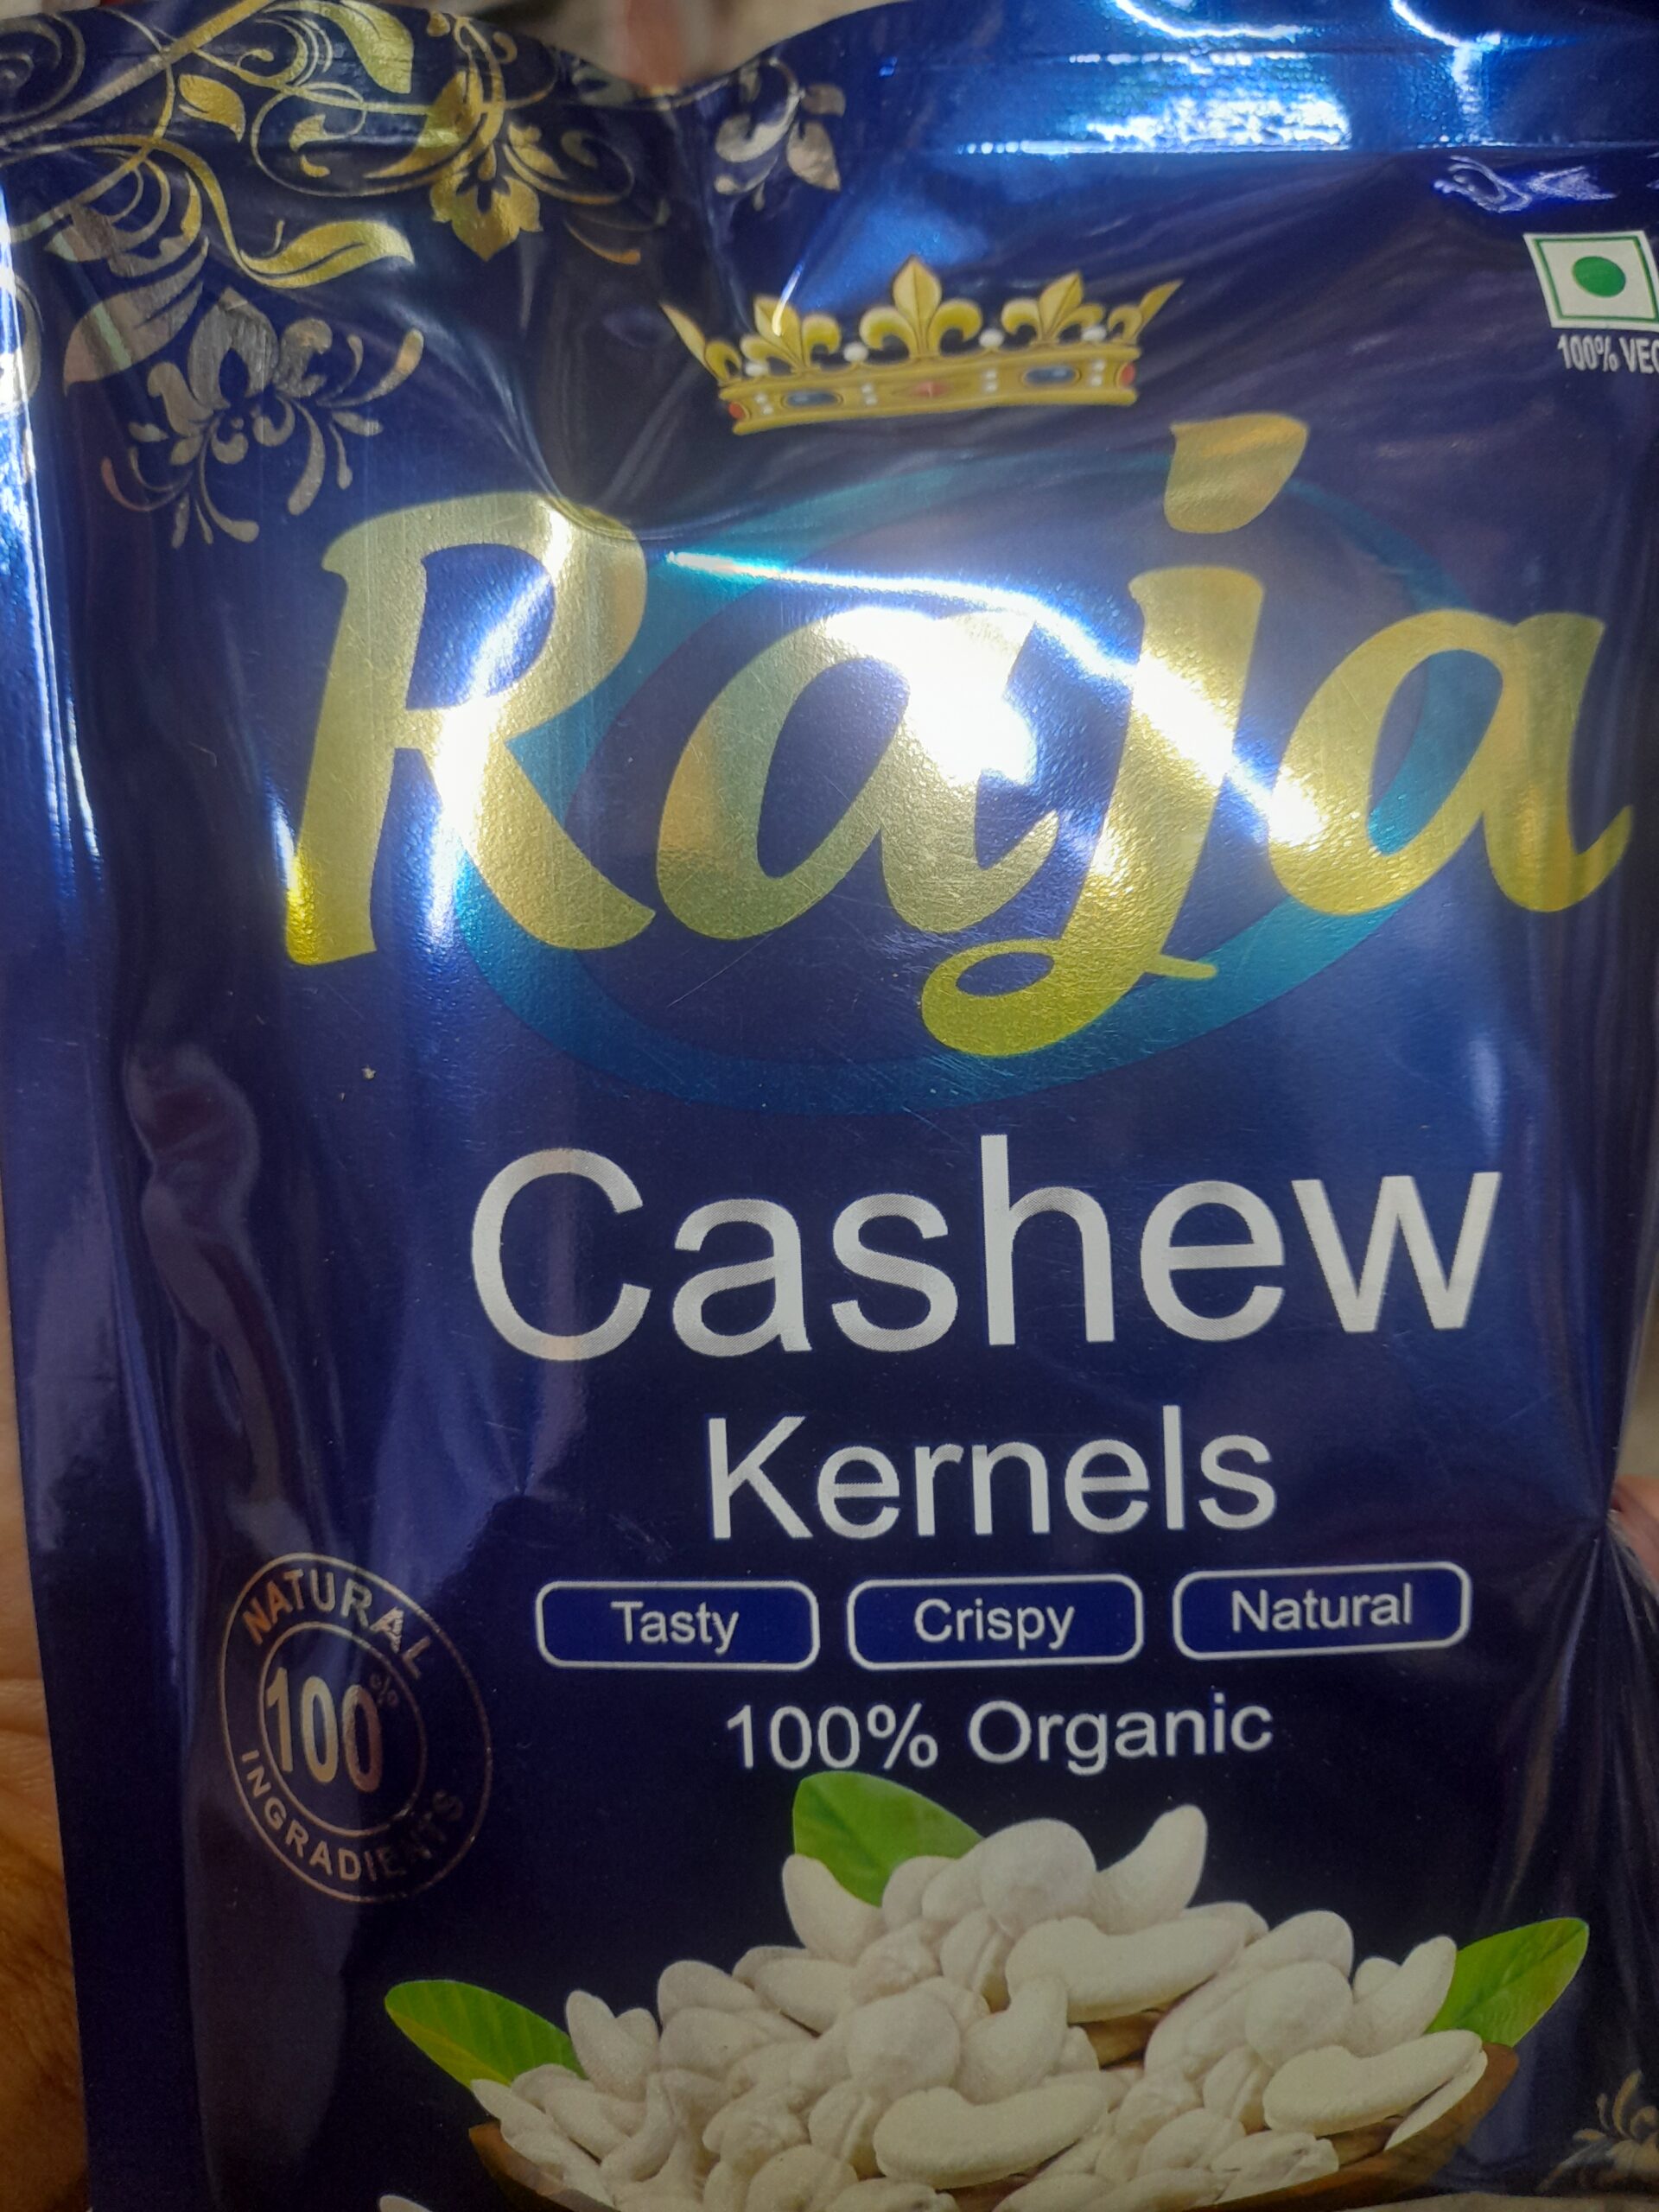 100% VEG
Raja
Cashew
Kernels
Tasty Crispy Natural
100% Organic
NATURAL
100%
INGRADIENTS